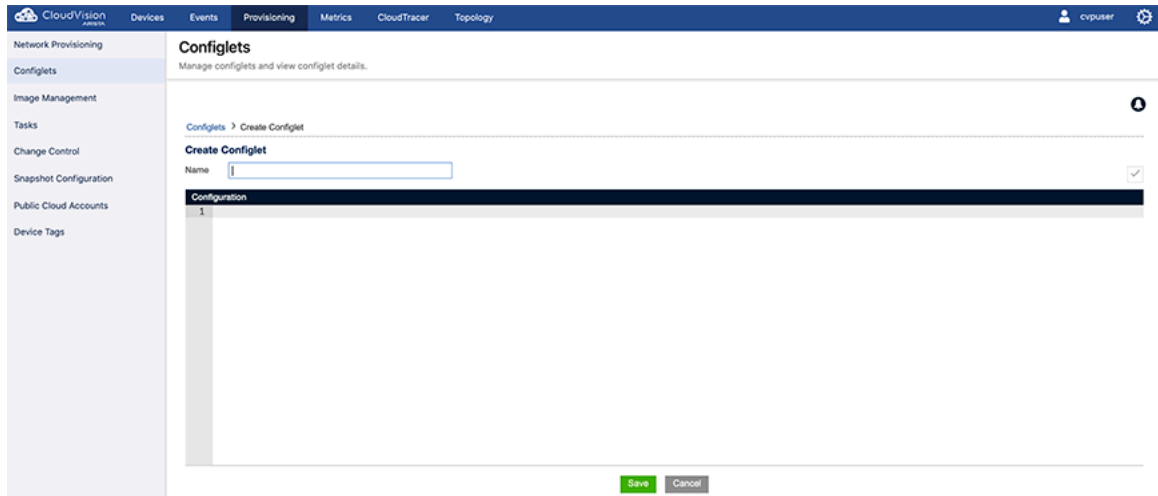 CloudVision
ARISTA
Devices Events Provisioning Metrics CloudTracer Topology cvpuser
Network Provisioning
Configlets
Image Management
Tasks
Change Control
Snapshot Configuration
Public Cloud Accounts
Device Tags
Configlets
Manage configlets and view configlet details.
Configlets > Create Configlet
Create Configlet
Name
Configuration
1
Save Cancel